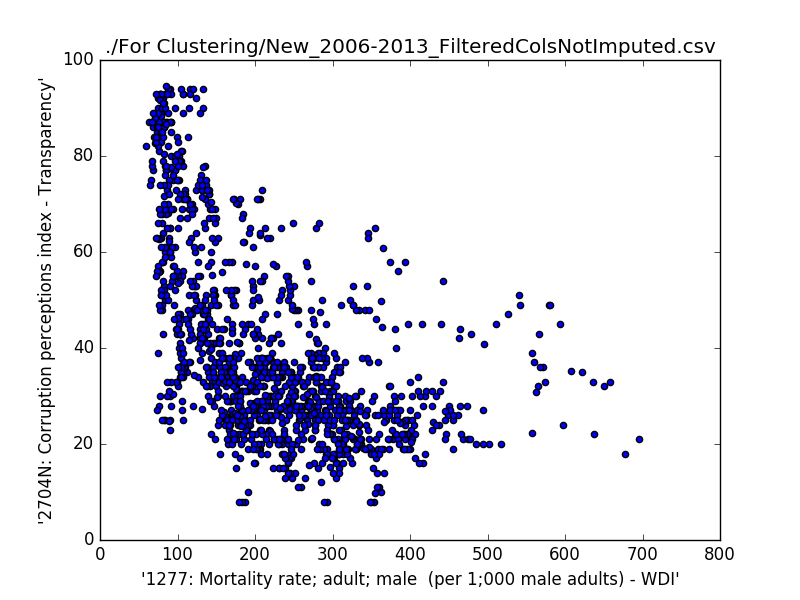 ./For Clustering/New_2006-2013_FilteredColsNotImputed.csv
100
80
60
40
20
0
'2704N: Corruption perceptions index - Transparency'
0 100 200 300 400 500 600 700 800
'1277: Mortality rate; adult; male  (per 1;000 male adults) - WDI'